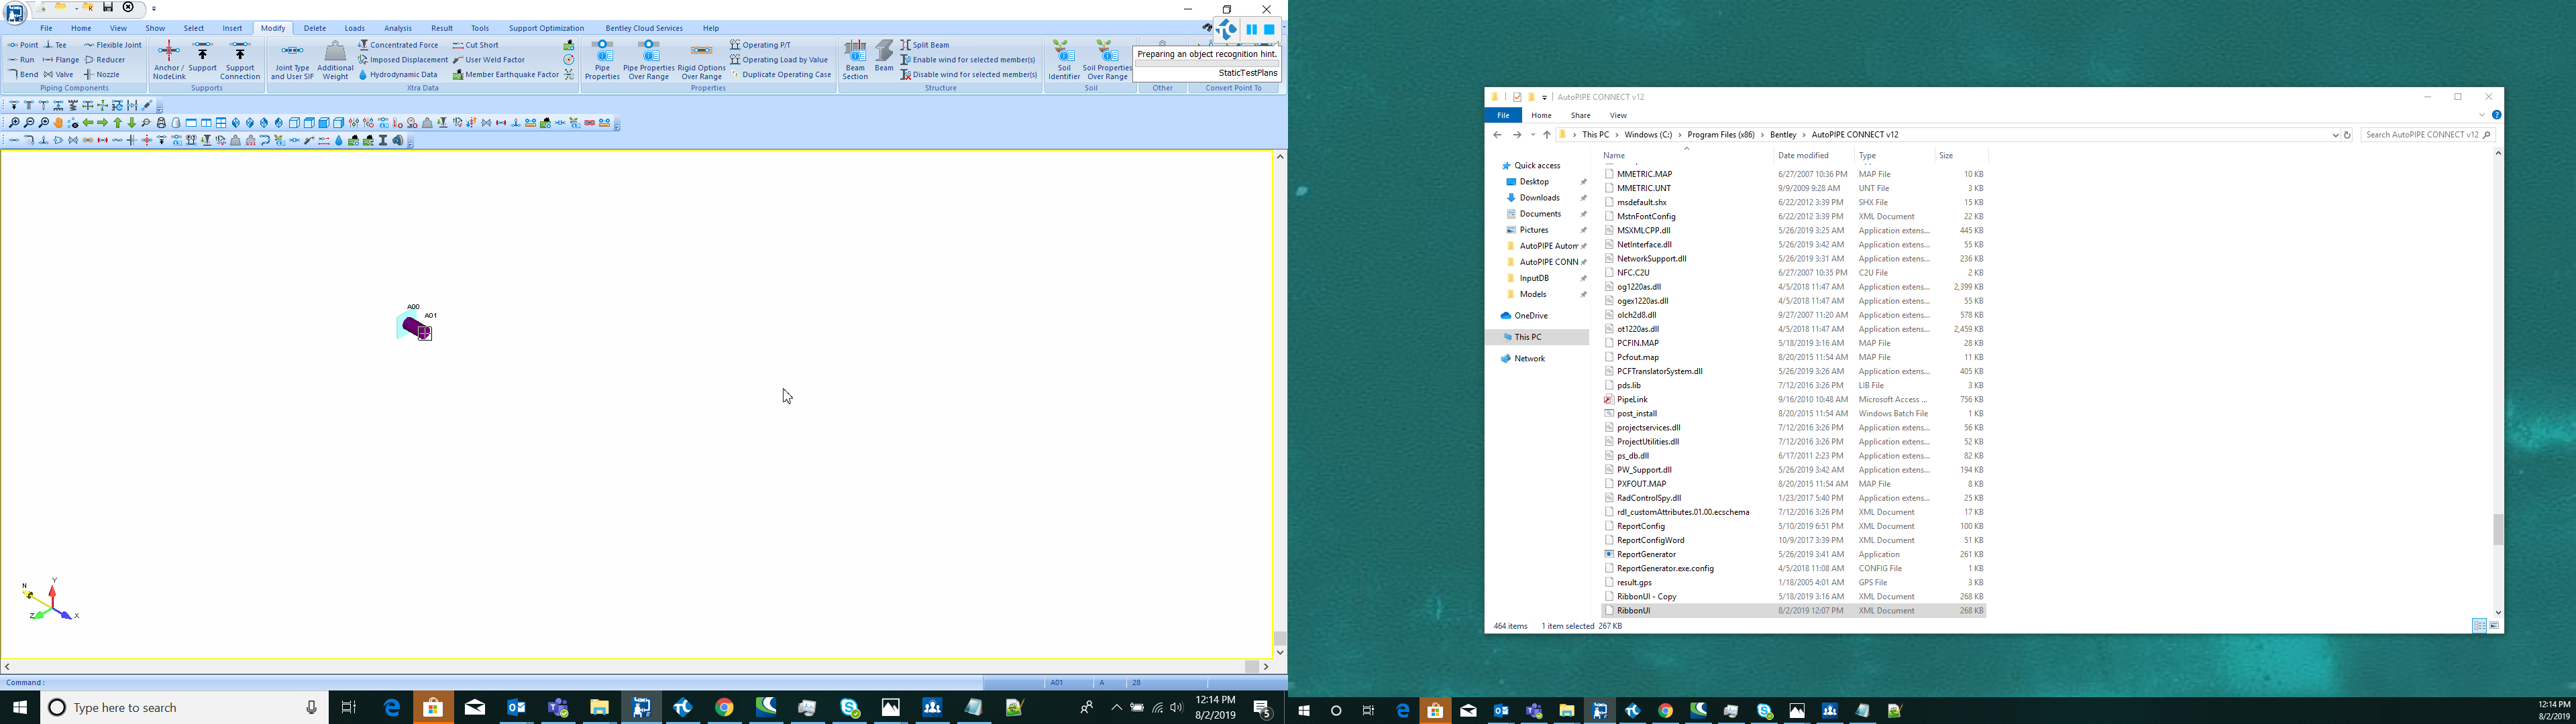 File Home View Show Select Insert Modify Delete Loads Analysis Result Tools Support Optimization Bentley Cloud Services Help
Point Tee Flexible Joint
Run Flange Reducer
Bend Valve Nozzle
Piping Components
Anchor / NodeLink
Support
Support Connection
Supports
Joint Type and User SIF
Additional Weight
Concentrated Force Cut Short
Imposed Displacement User Weld Factor
Hydrodynamic Data Member Earthquake Factor
Xtra Data
Pipe Properties
Pipe Properties Over Range
Rigid Options Over Range
Operating P/T
Operating Load by Value
Duplicate Operating Case
Properties
Beam Section
Beam
Split Beam
Enable wind for selected member(s)
Disable wind for selected member(s)
Structure
Soil Identifier
Soil Properties Over Range
Soil
Other
Convert Point To
Preparing an object recognition hint.
StaticTestPlans
A00
A01
N
Y
Z
X
Command :
A01 A 28
Type here to search
12:14 PM
8/2/2019
5
AutoPIPE CONNECT v12
File Home Share View
This PC > Windows (C:) > Program Files (x86) > Bentley > AutoPIPE CONNECT v12
Search AutoPIPE CONNECT v12
Quick access
Desktop
Downloads
Documents
Pictures
AutoPIPE Autom
AutoPIPE CONN
InputDB
Models
OneDrive
This PC
Network
Name Date modified Type Size
MMETRIC.MAP 6/27/2007 10:36 PM MAP File 10 KB
MMETRIC.UNT 9/9/2009 9:28 AM UNT File 3 KB
msdefault.shx 6/22/2012 3:39 PM SHX File 15 KB
MstnFontConfig 6/22/2012 3:39 PM XML Document 22 KB
MSXMLCPP.dll 5/26/2019 3:25 AM Application extens... 445 KB
NetInterface.dll 5/26/2019 3:42 AM Application extens... 55 KB
NetworkSupport.dll 5/26/2019 3:31 AM Application extens... 236 KB
NFC.C2U 6/27/2007 10:35 PM C2U File 2 KB
og1220as.dll 4/5/2018 11:47 AM Application extens... 2,399 KB
ogex1220as.dll 4/5/2018 11:47 AM Application extens... 55 KB
olch2d8.dll 9/27/2007 11:20 AM Application extens... 578 KB
ot1220as.dll 4/5/2018 11:47 AM Application extens... 2,459 KB
PCFIN.MAP 5/18/2019 3:16 AM MAP File 28 KB
Pcfout.map 8/20/2015 11:54 AM MAP File 11 KB
PCFTranslatorSystem.dll 5/26/2019 3:26 AM Application extens... 405 KB
pds.lib 7/12/2016 3:26 PM LIB File 3 KB
PipeLink 9/16/2010 10:48 AM Microsoft Access ... 756 KB
post_install 8/20/2015 11:54 AM Windows Batch File 1 KB
projectservices.dll 7/12/2016 3:26 PM Application extens... 56 KB
ProjectUtilities.dll 7/12/2016 3:26 PM Application extens... 52 KB
ps_db.dll 6/17/2011 2:23 PM Application extens... 82 KB
PW_Support.dll 5/26/2019 3:42 AM Application extens... 194 KB
PXFOUT.MAP 8/20/2015 11:54 AM MAP File 8 KB
RadControlSpy.dll 1/23/2017 5:40 PM Application extens... 25 KB
rdl_customAttributes.01.00.ecschema 7/12/2016 3:26 PM XML Document 17 KB
ReportConfig 5/10/2019 6:51 PM XML Document 100 KB
ReportConfigWord 10/9/2017 3:39 PM XML Document 51 KB
ReportGenerator 5/26/2019 3:41 AM Application 261 KB
ReportGenerator.exe.config 4/5/2018 11:08 AM CONFIG File 1 KB
result.gps 1/18/2005 4:01 AM GPS File 3 KB
RibbonUI - Copy 5/18/2019 3:16 AM XML Document 268 KB
RibbonUI 8/2/2019 12:07 PM XML Document 268 KB
464 items 1 item selected 267 KB
12:14 PM
8/2/2019